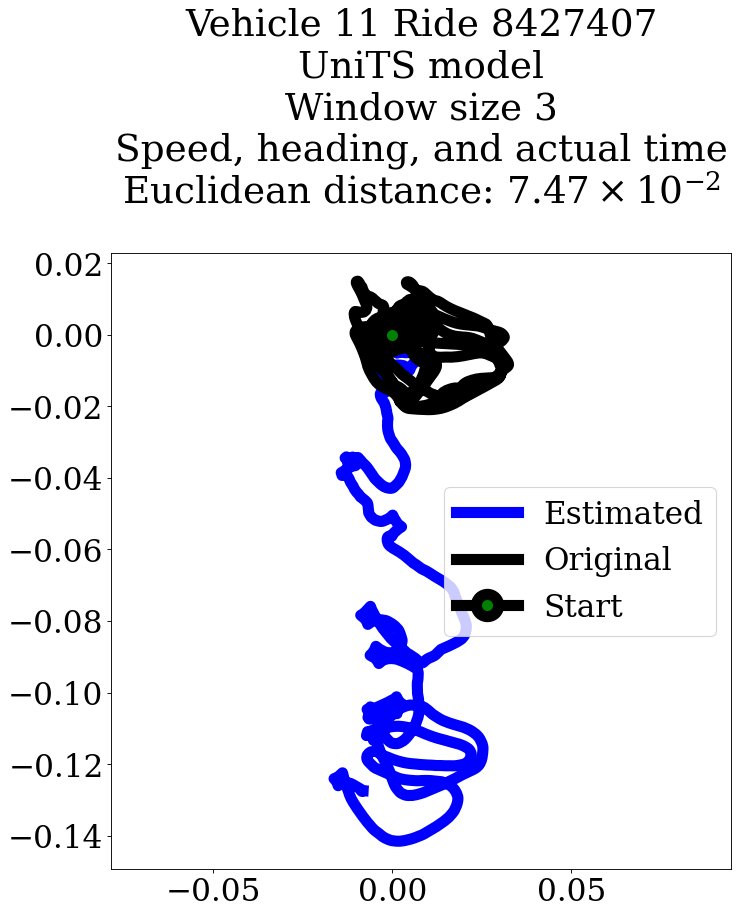 Vehicle 11 Ride 8427407
UniTS model
Window size 3
Speed, heading, and actual time
Euclidean distance: 7.47 × 10⁻²
0.02
0.00
−0.02
−0.04
−0.06
−0.08
−0.10
−0.12
−0.14
Estimated
Original
Start
−0.05
0.00
0.05